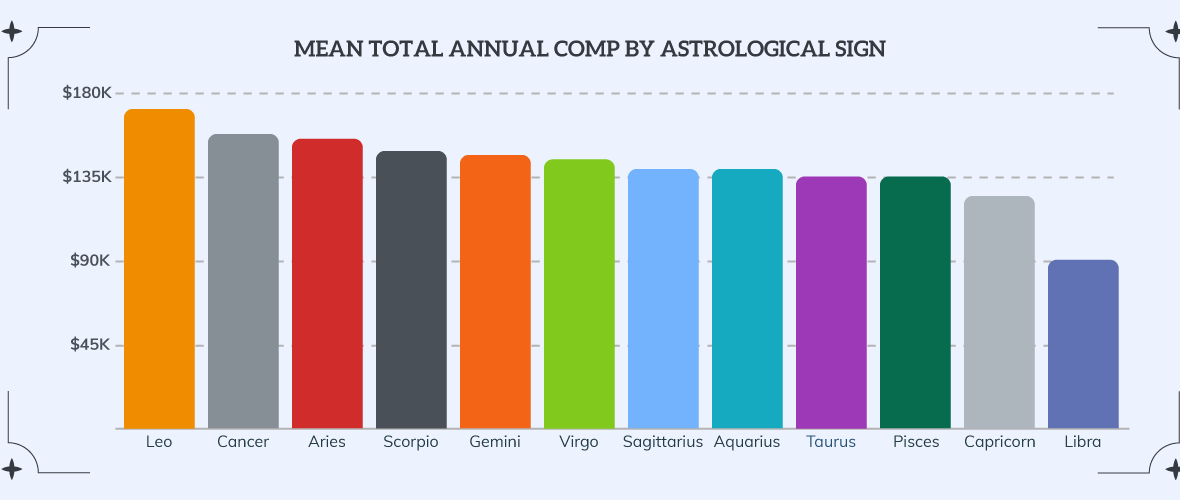 MEAN TOTAL ANNUAL COMP BY ASTROLOGICAL SIGN
$180K
$135K
$90K
$45K
Leo Cancer Aries Scorpio Gemini Virgo Sagittarius Aquarius Taurus Pisces Capricorn Libra